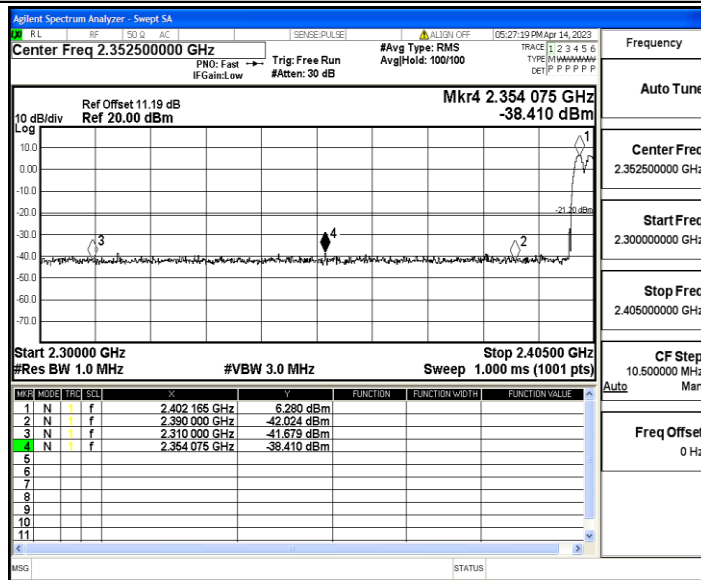 Agilent Spectrum Analyzer - Swept SA
RL RF 50 Ω AC SENSE:PULSE ALIGN OFF 05:27:19 PM Apr 14, 2023
Center Freq 2.352500000 GHz #Avg Type: RMS TRACE 1 2 3 4 5 6
PNO: Fast Trig: Free Run Avg|Hold: 100/100 TYPE M WWWWW
IFGain:Low #Atten: 30 dB DET P P P P P P
Mkr4 2.354 075 GHz
-38.410 dBm
Ref Offset 11.19 dB
10 dB/div Ref 20.00 dBm
Log
10.0
0.00
-10.0
-20.0
-30.0
-40.0
-50.0
-60.0
-70.0
1
-21.20 dBm
3
4
2
Start 2.30000 GHz Stop 2.40500 GHz
#Res BW 1.0 MHz #VBW 3.0 MHz Sweep 1.000 ms (1001 pts)
MKR MODE TRC SCL X Y FUNCTION FUNCTION WIDTH FUNCTION VALUE
1 N 1 f 2.402 165 GHz 6.280 dBm
2 N 1 f 2.390 000 GHz -42.024 dBm
3 N 1 f 2.310 000 GHz -41.679 dBm
4 N 1 f 2.354 075 GHz -38.410 dBm
5
6
7
8
9
10
11
MSG STATUS
Frequency
Auto Tune
Center Freq
2.352500000 GHz
Start Freq
2.300000000 GHz
Stop Freq
2.405000000 GHz
CF Step
10.500000 MHz
Auto Man
Freq Offset
0 Hz